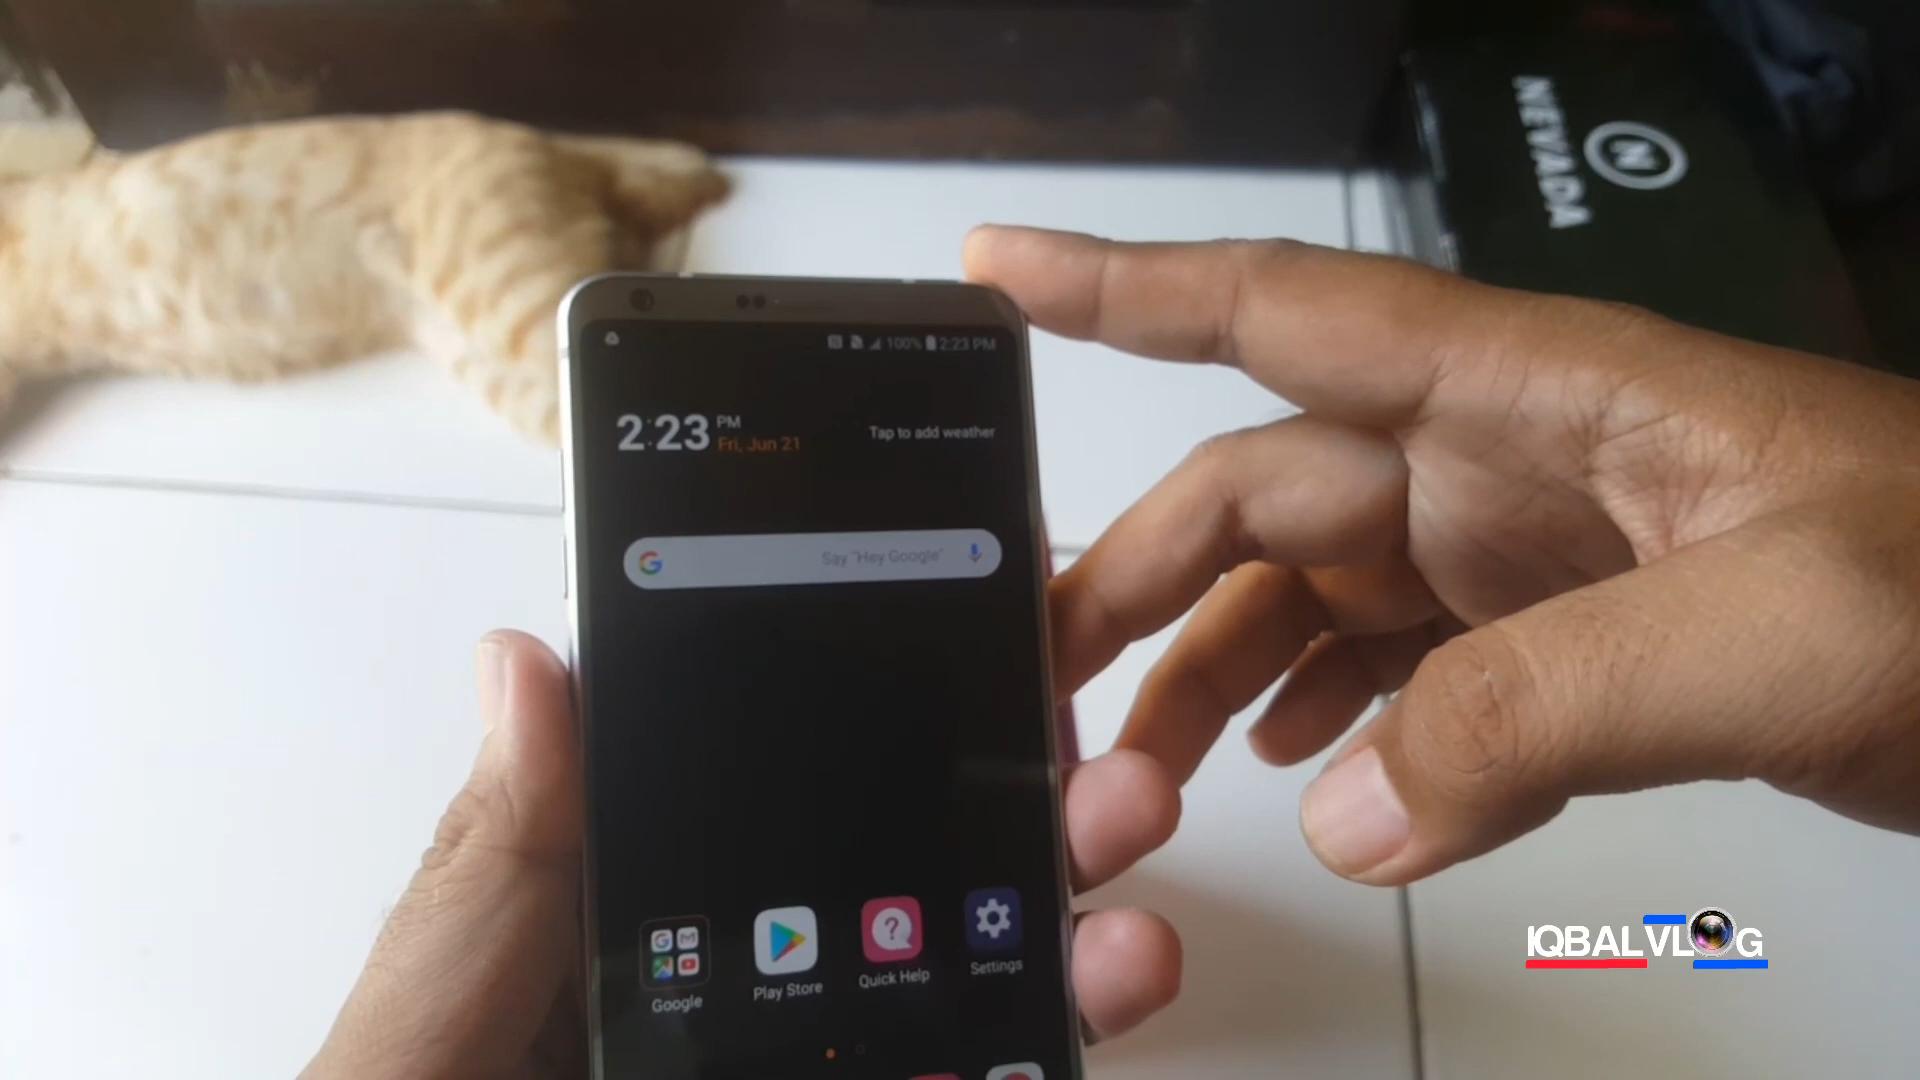 NEVADA
N
100% 2:23 PM
2:23 PM
Fri, Jun 21
Tap to add weather
Say "Hey Google"
Google
Play Store
Quick Help
Settings
IQBALVLOG